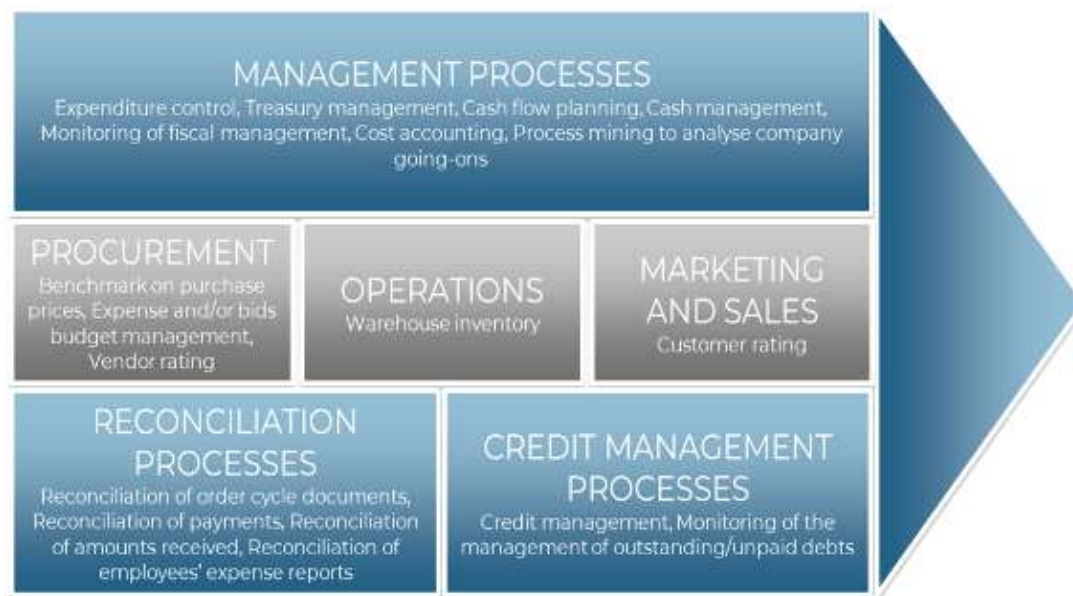 MANAGEMENT PROCESSES
Expenditure control, Treasury management, Cash flow planning, Cash management,
Monitoring of fiscal management, Cost accounting, Process mining to analyse company
going-ons
PROCUREMENT
Benchmark on purchase
prices, Expense and/or bids
budget management,
Vendor rating
OPERATIONS
Warehouse inventory
MARKETING
AND SALES
Customer rating
RECONCILIATION
PROCESSES
Reconciliation of order cycle documents,
Reconciliation of payments, Reconciliation
of amounts received, Reconciliation of
employees' expense reports
CREDIT MANAGEMENT
PROCESSES
Credit management, Monitoring of the
management of outstanding/unpaid debts